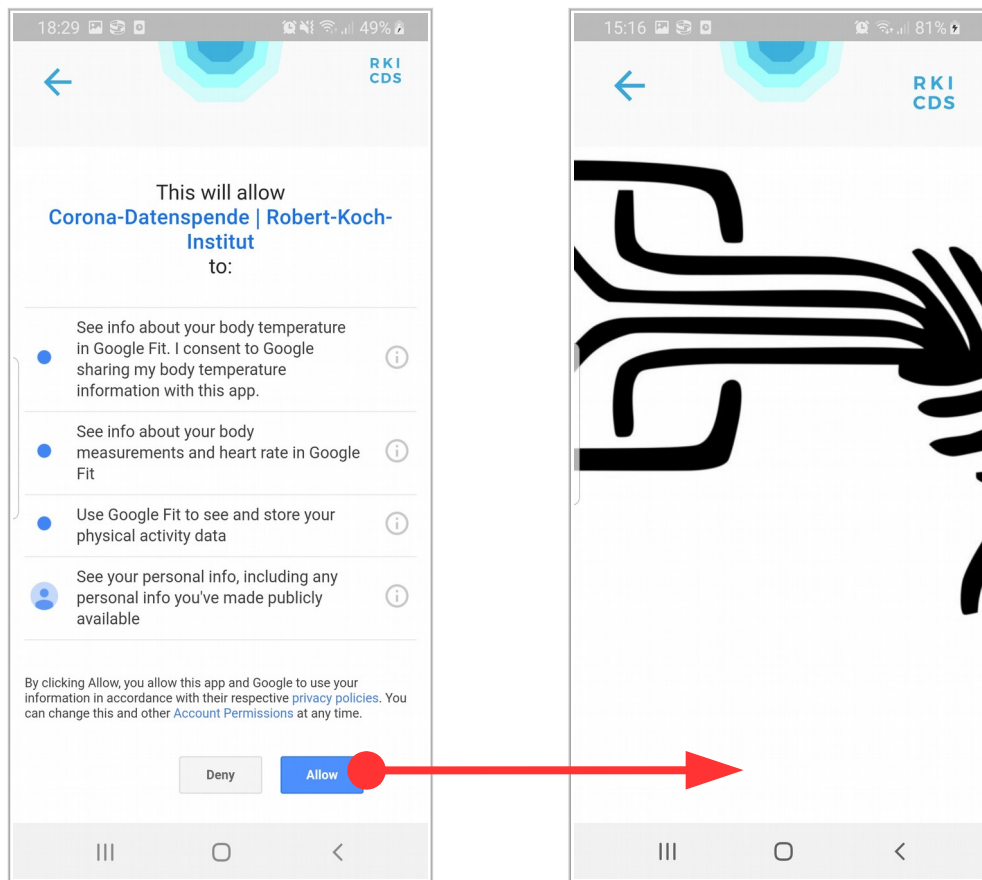 18:29
49%
RKI
CDS
This will allow
Corona-Datenspende | Robert-Koch-
Institut
to:
See info about your body temperature
in Google Fit. I consent to Google
sharing my body temperature
information with this app.
See info about your body
measurements and heart rate in Google
Fit
Use Google Fit to see and store your
physical activity data
See your personal info, including any
personal info you've made publicly
available
By clicking Allow, you allow this app and Google to use your
information in accordance with their respective privacy policies. You
can change this and other Account Permissions at any time.
Deny
Allow
15:16
81%
RKI
CDS